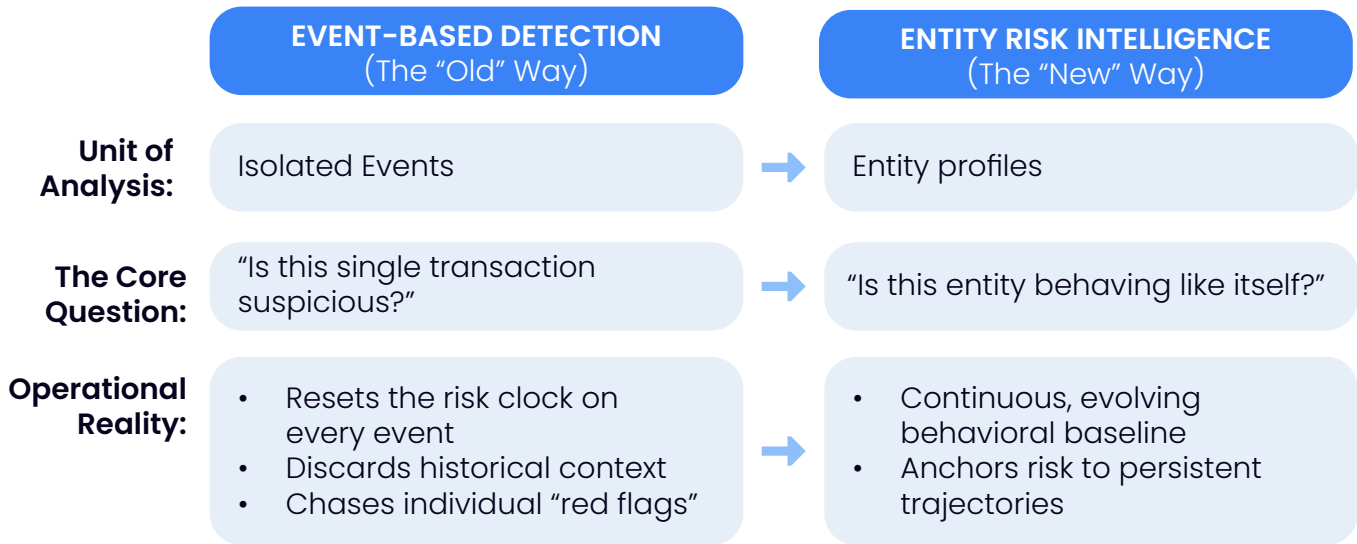 EVENT-BASED DETECTION
(The “Old” Way)
ENTITY RISK INTELLIGENCE
(The “New” Way)
Unit of
Analysis:
Isolated Events
Entity profiles
The Core
Question:
“Is this single transaction
suspicious?”
“Is this entity behaving like itself?”
Operational
Reality:
• Resets the risk clock on
every event
• Discards historical context
• Chases individual “red flags”
• Continuous, evolving
behavioral baseline
• Anchors risk to persistent
trajectories